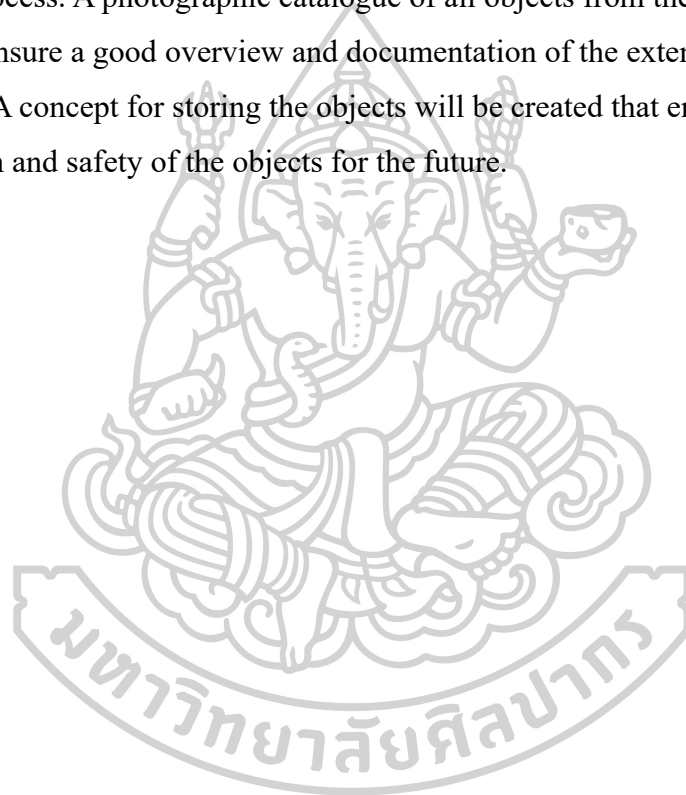 ocess. A photographic catalogue of all objects from the
nsure a good overview and documentation of the exten
A concept for storing the objects will be created that en
n and safety of the objects for the future.
มหาวิทยาลัยศิลปากร